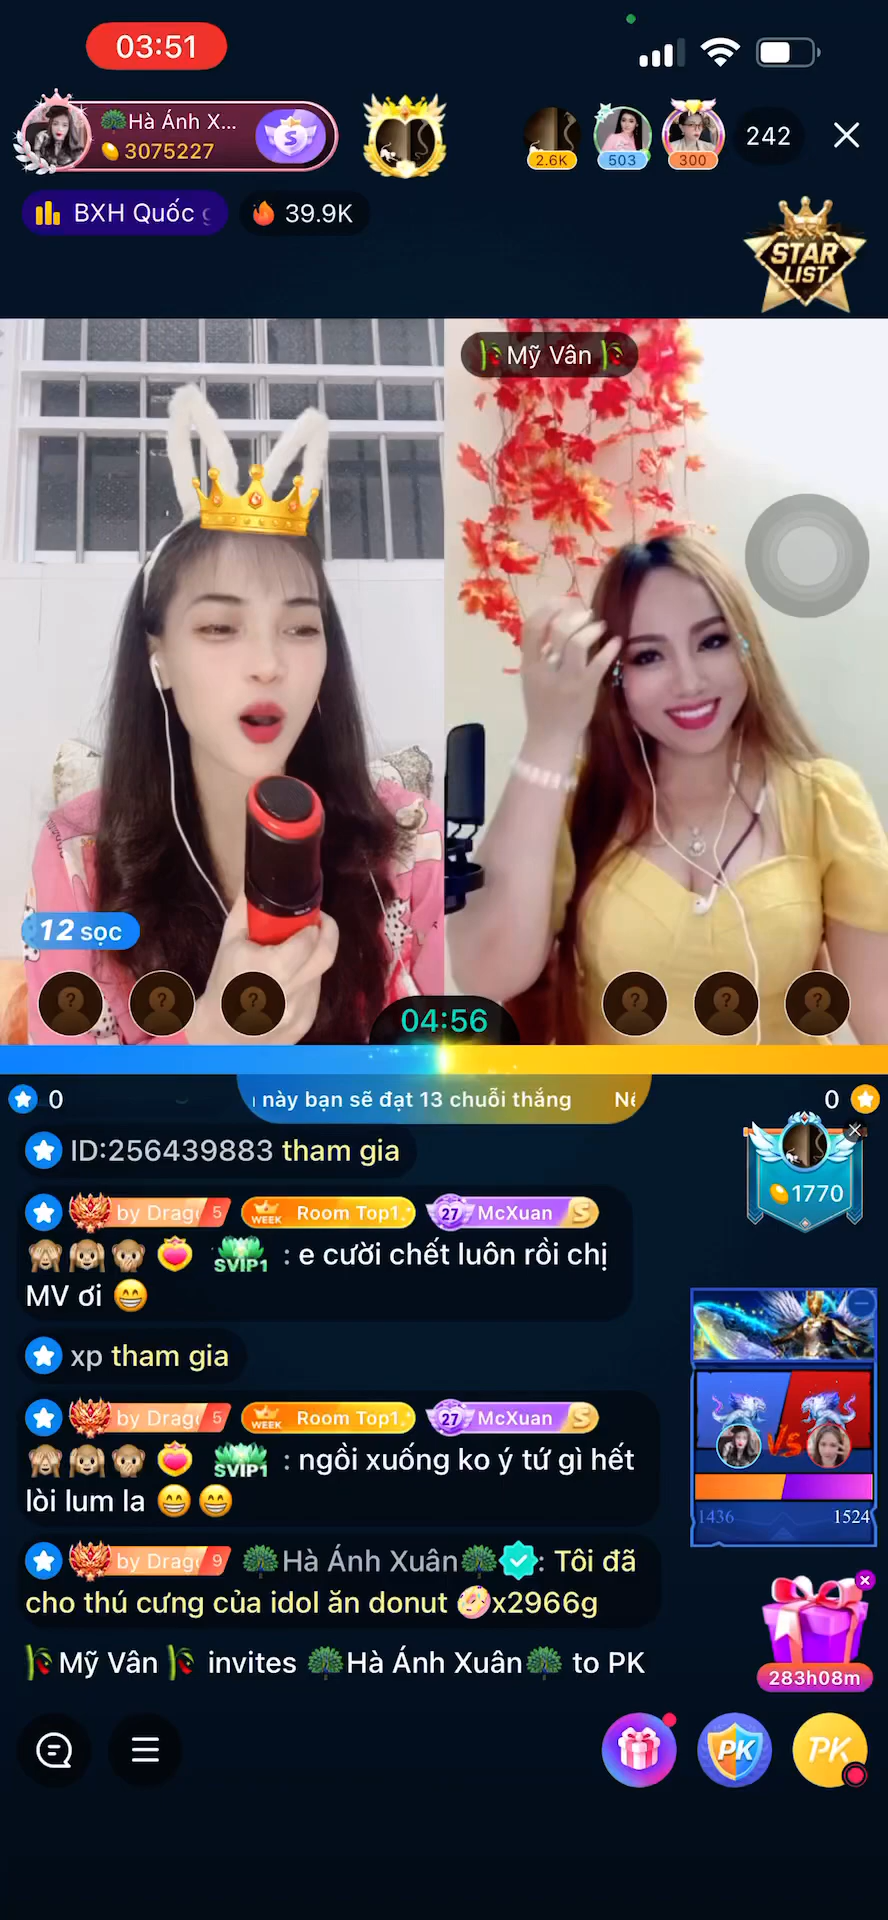 03:51
Hà Ánh X...
3075227
S
2.6K
503
300
242
BXH Quốc
39.9K
STAR
LIST
Mỹ Vân
12 sọc
04:56
0
này bạn sẽ đạt 13 chuỗi thắng
0
ID:256439883 tham gia
1770
by Drag 5 WEEK Room Top1 27 McXuan S
SVIP1 : e cười chết luôn rồi chị
MV ơi
xp tham gia
by Drag 5 WEEK Room Top1 27 McXuan S
SVIP1 : ngồi xuống ko ý tứ gì hết
lòi lum la
VS
1436 1524
by Drag 9 Hà Ánh Xuân : Tôi đã
cho thú cưng của idol ăn donut x2966g
Mỹ Vân invites Hà Ánh Xuân to PK
283h08m
PK
PK